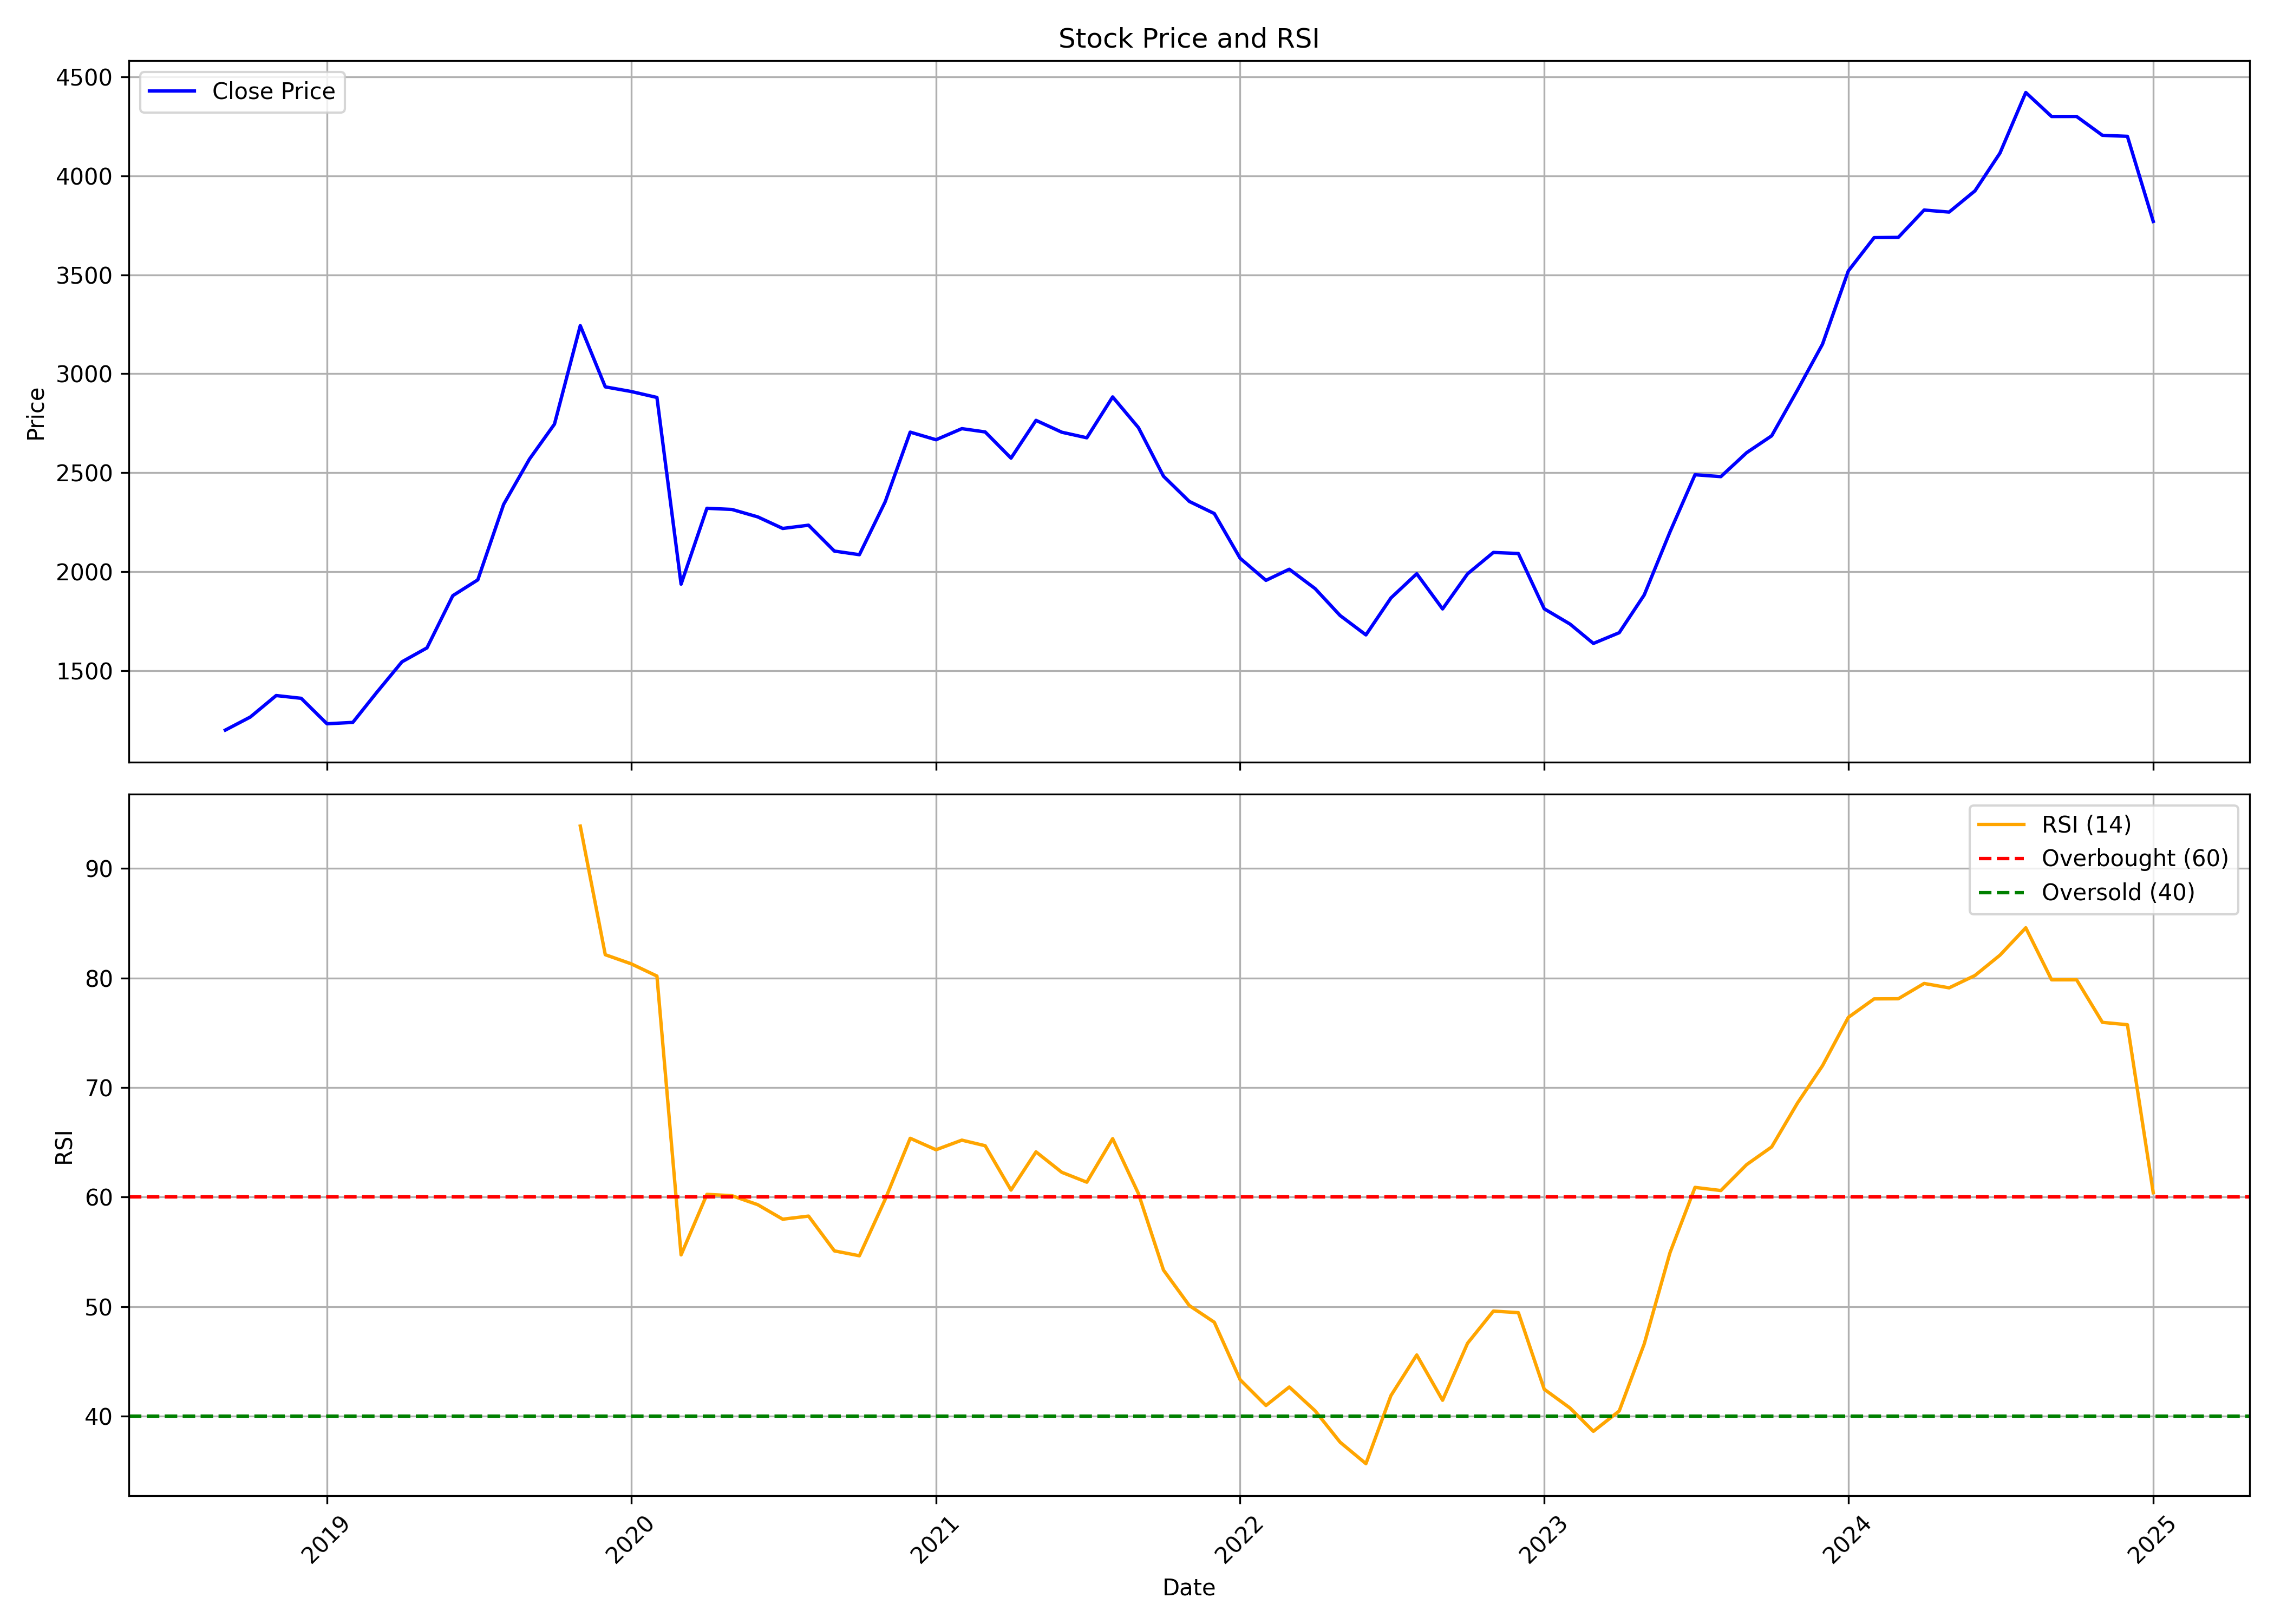 Stock Price and RSI
Close Price
4500
4000
3500
3000
2500
2000
1500
Price
RSI (14)
Overbought (60)
Oversold (40)
90
80
70
60
50
40
RSI
2019
2020
2021
2022
2023
2024
2025
Date